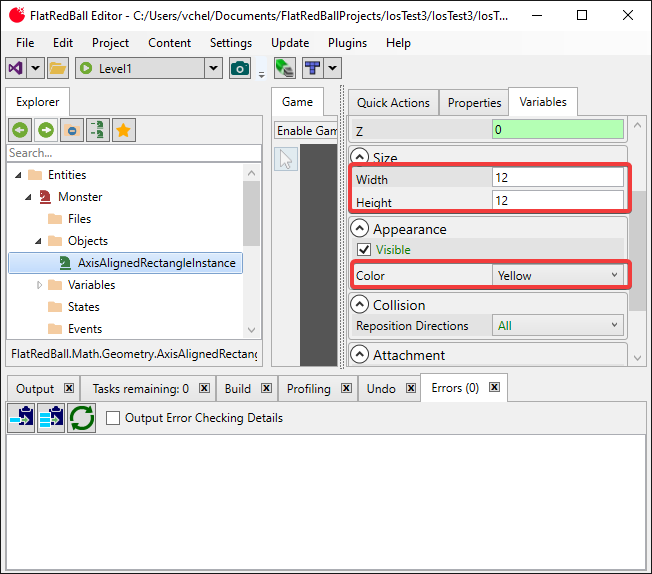 FlatRedBall Editor - C:/Users/vchel/Documents/FlatRedBallProjects/IosTest3/IosTest3/IosT...
File Edit Project Content Settings Update Plugins Help
Level1
Explorer
Search...
Entities
Monster
Files
Objects
AxisAlignedRectangleInstance
Variables
States
Events
FlatRedBall.Math.Geometry.AxisAlignedRectang
Game
Enable Gam
Quick Actions Properties Variables
Z 0
Size
Width 12
Height 12
Appearance
Visible
Color Yellow
Collision
Reposition Directions All
Attachment
Output Tasks remaining: 0 Build Profiling Undo Errors (0)
Output Error Checking Details